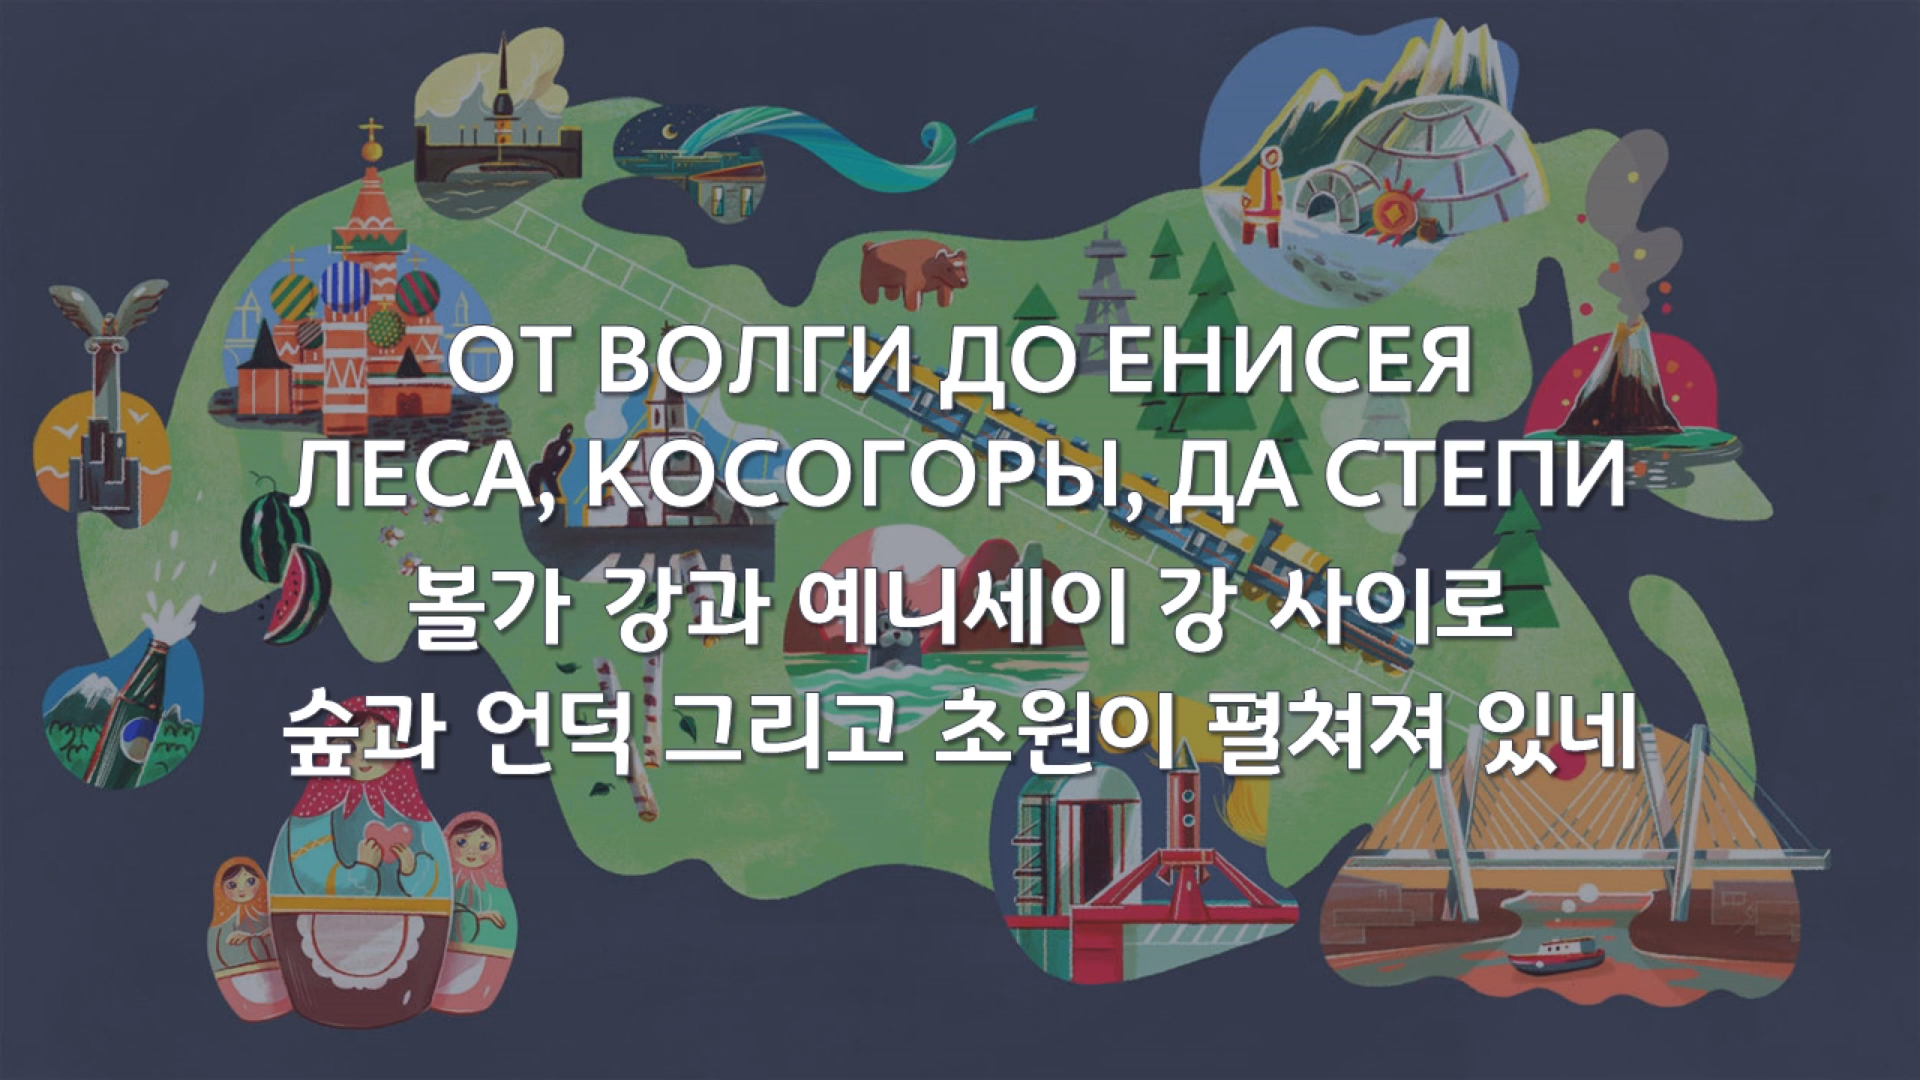 ОТ ВОЛГИ ДО ЕНИСЕЯ
ЛЕСА, КОСОГОРЫ, ДА СТЕПИ
볼가 강과 예니세이 강 사이로
숲과 언덕 그리고 초원이 펼쳐져 있네